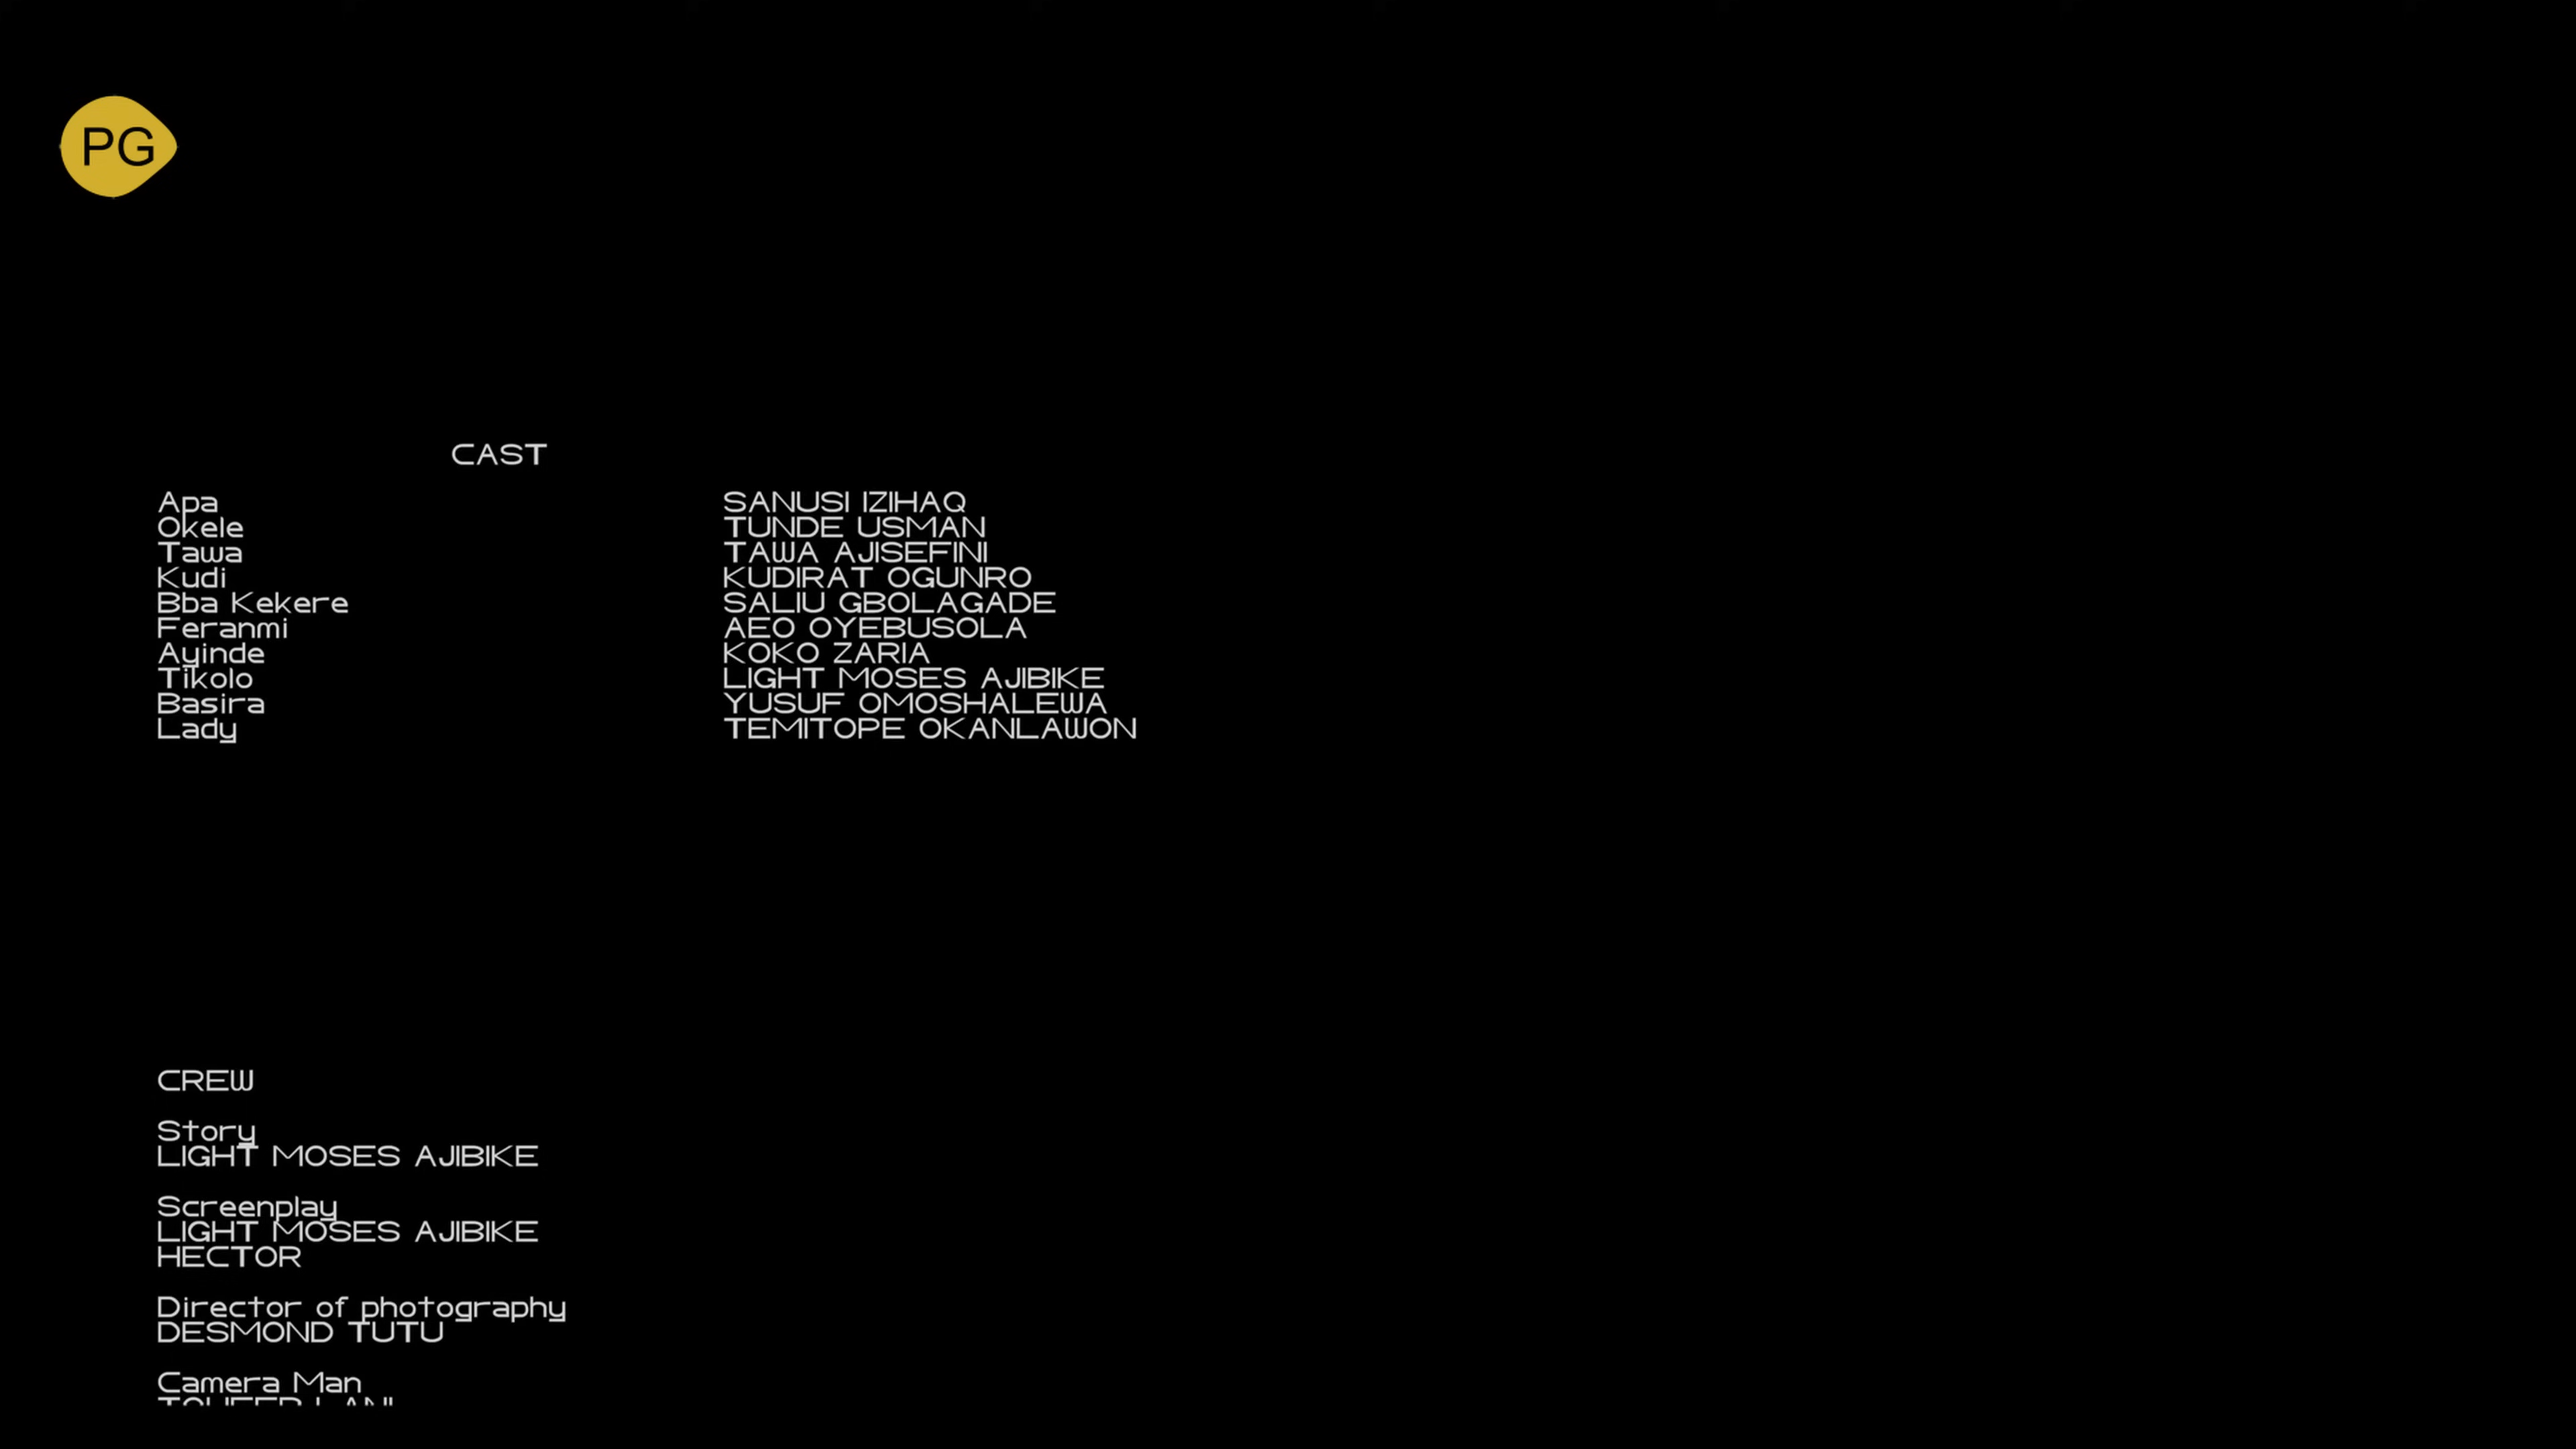 PG
CAST
Apa SANUSI IZIHAQ
Okele TUNDE USMAN
Tawa TAWA AJISEFINI
Kudi KUDIRAT OGUNRO
Bba Kekere SALIU GBOLAGADE
Feranmi AEO OYEBUSOLA
Ayinde KOKO ZARIA
Tikolo LIGHT MOSES AJIBIKE
Basira YUSUF OMOSHALEWA
Lady TEMITOPE OKANLAWON
CREW
Story
LIGHT MOSES AJIBIKE
Screenplay
LIGHT MOSES AJIBIKE
HECTOR
Director of photography
DESMOND TUTU
Camera Man